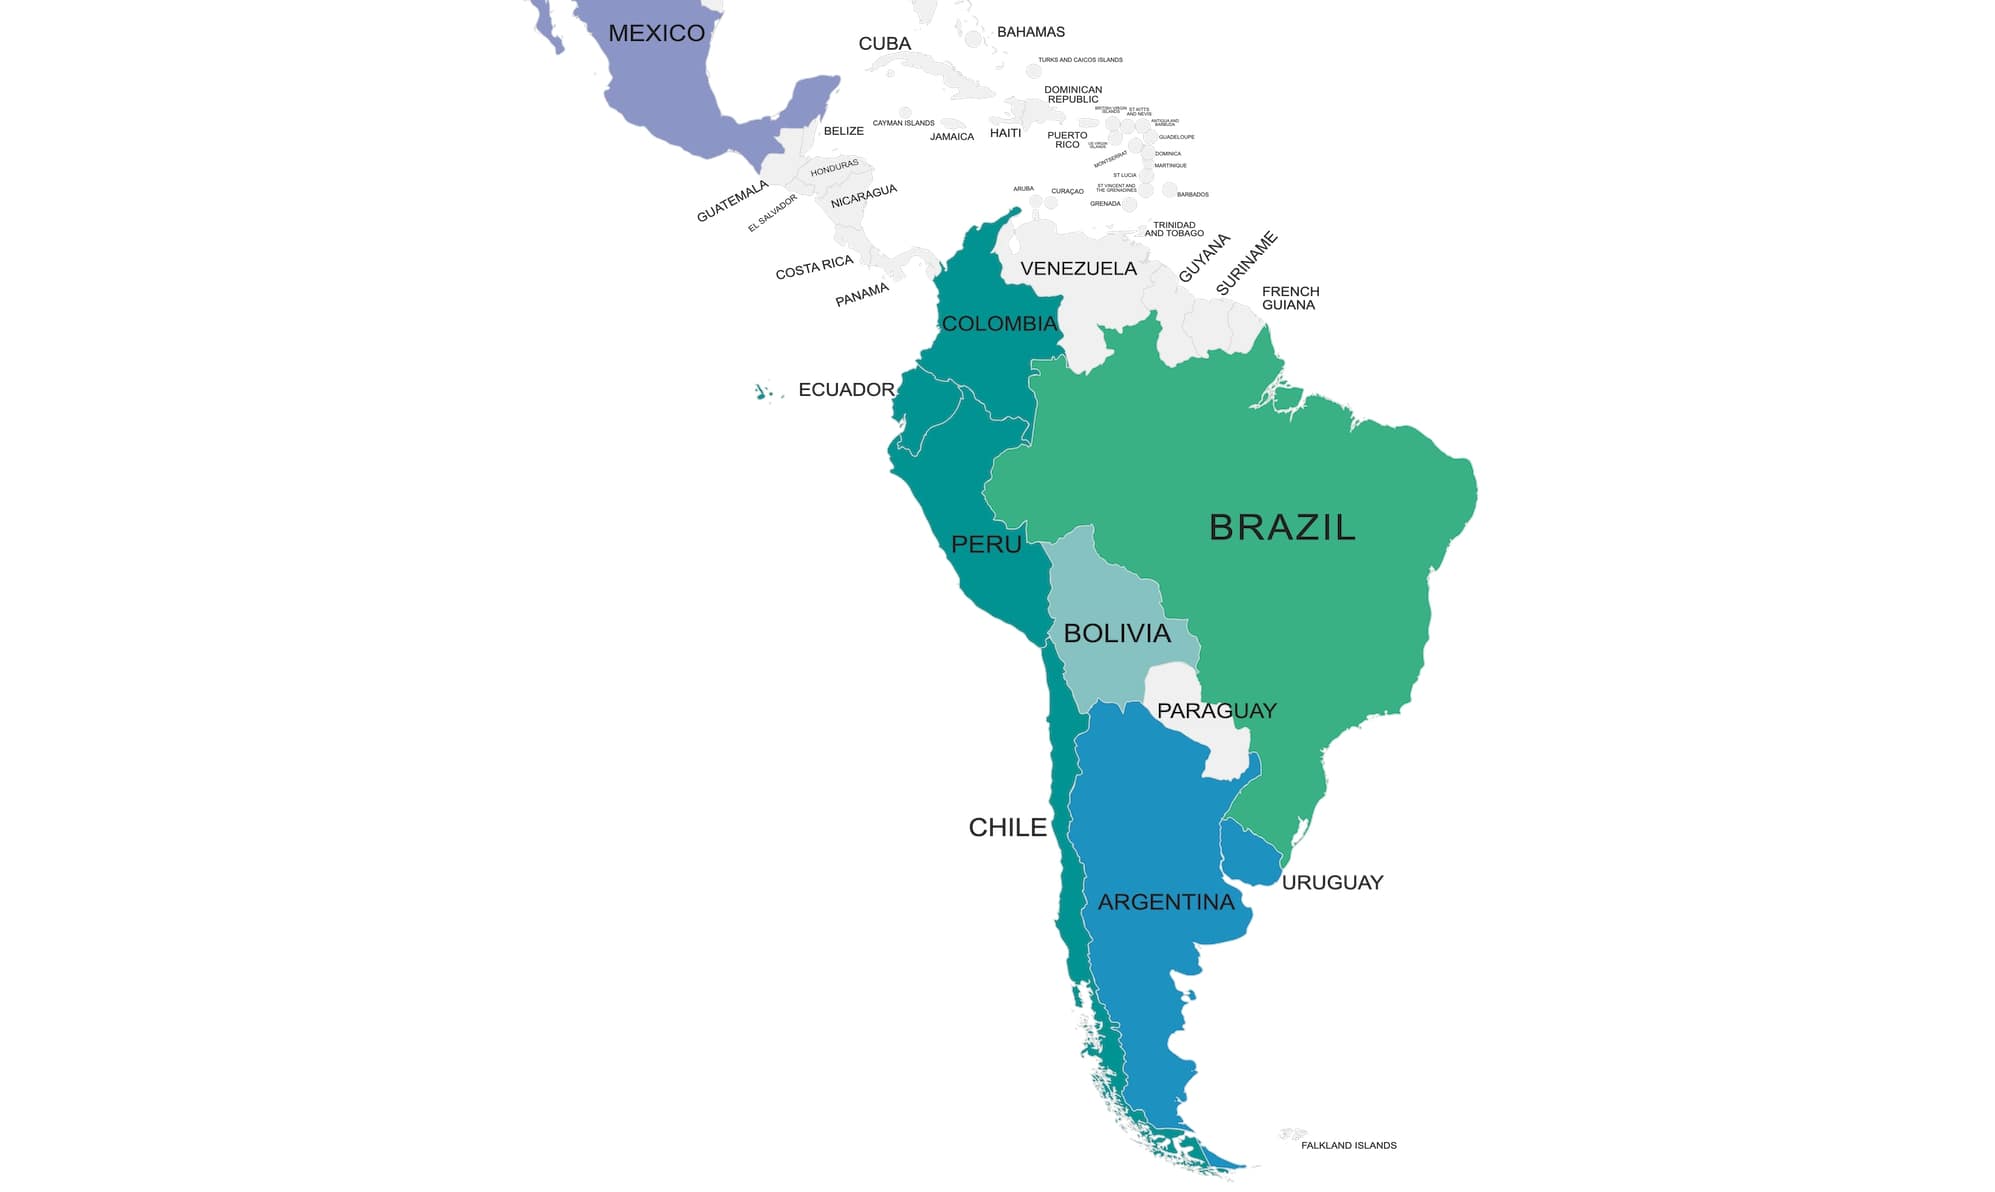 MEXICO
CUBA
BAHAMAS
TURKS AND CAICOS ISLANDS
DOMINICAN
REPUBLIC
BRITISH VIRGIN
ISLANDS
ST KITTS
AND NEVIS
ANTIGUA AND
BARBUDA
CAYMAN ISLANDS
JAMAICA
HAITI
PUERTO
RICO
US VIRGIN
ISLANDS
GUADELOUPE
MONTSERRAT
DOMINICA
MARTINIQUE
BELIZE
HONDURAS
GUATEMALA
EL SALVADOR
NICARAGUA
ST LUCIA
ARUBA
CURAÇAO
ST VINCENT AND
THE GRENADINES
BARBADOS
GRENADA
TRINIDAD
AND TOBAGO
COSTA RICA
PANAMA
VENEZUELA
GUYANA
SURINAME
FRENCH
GUIANA
COLOMBIA
ECUADOR
BRAZIL
PERU
BOLIVIA
PARAGUAY
CHILE
URUGUAY
ARGENTINA
FALKLAND ISLANDS